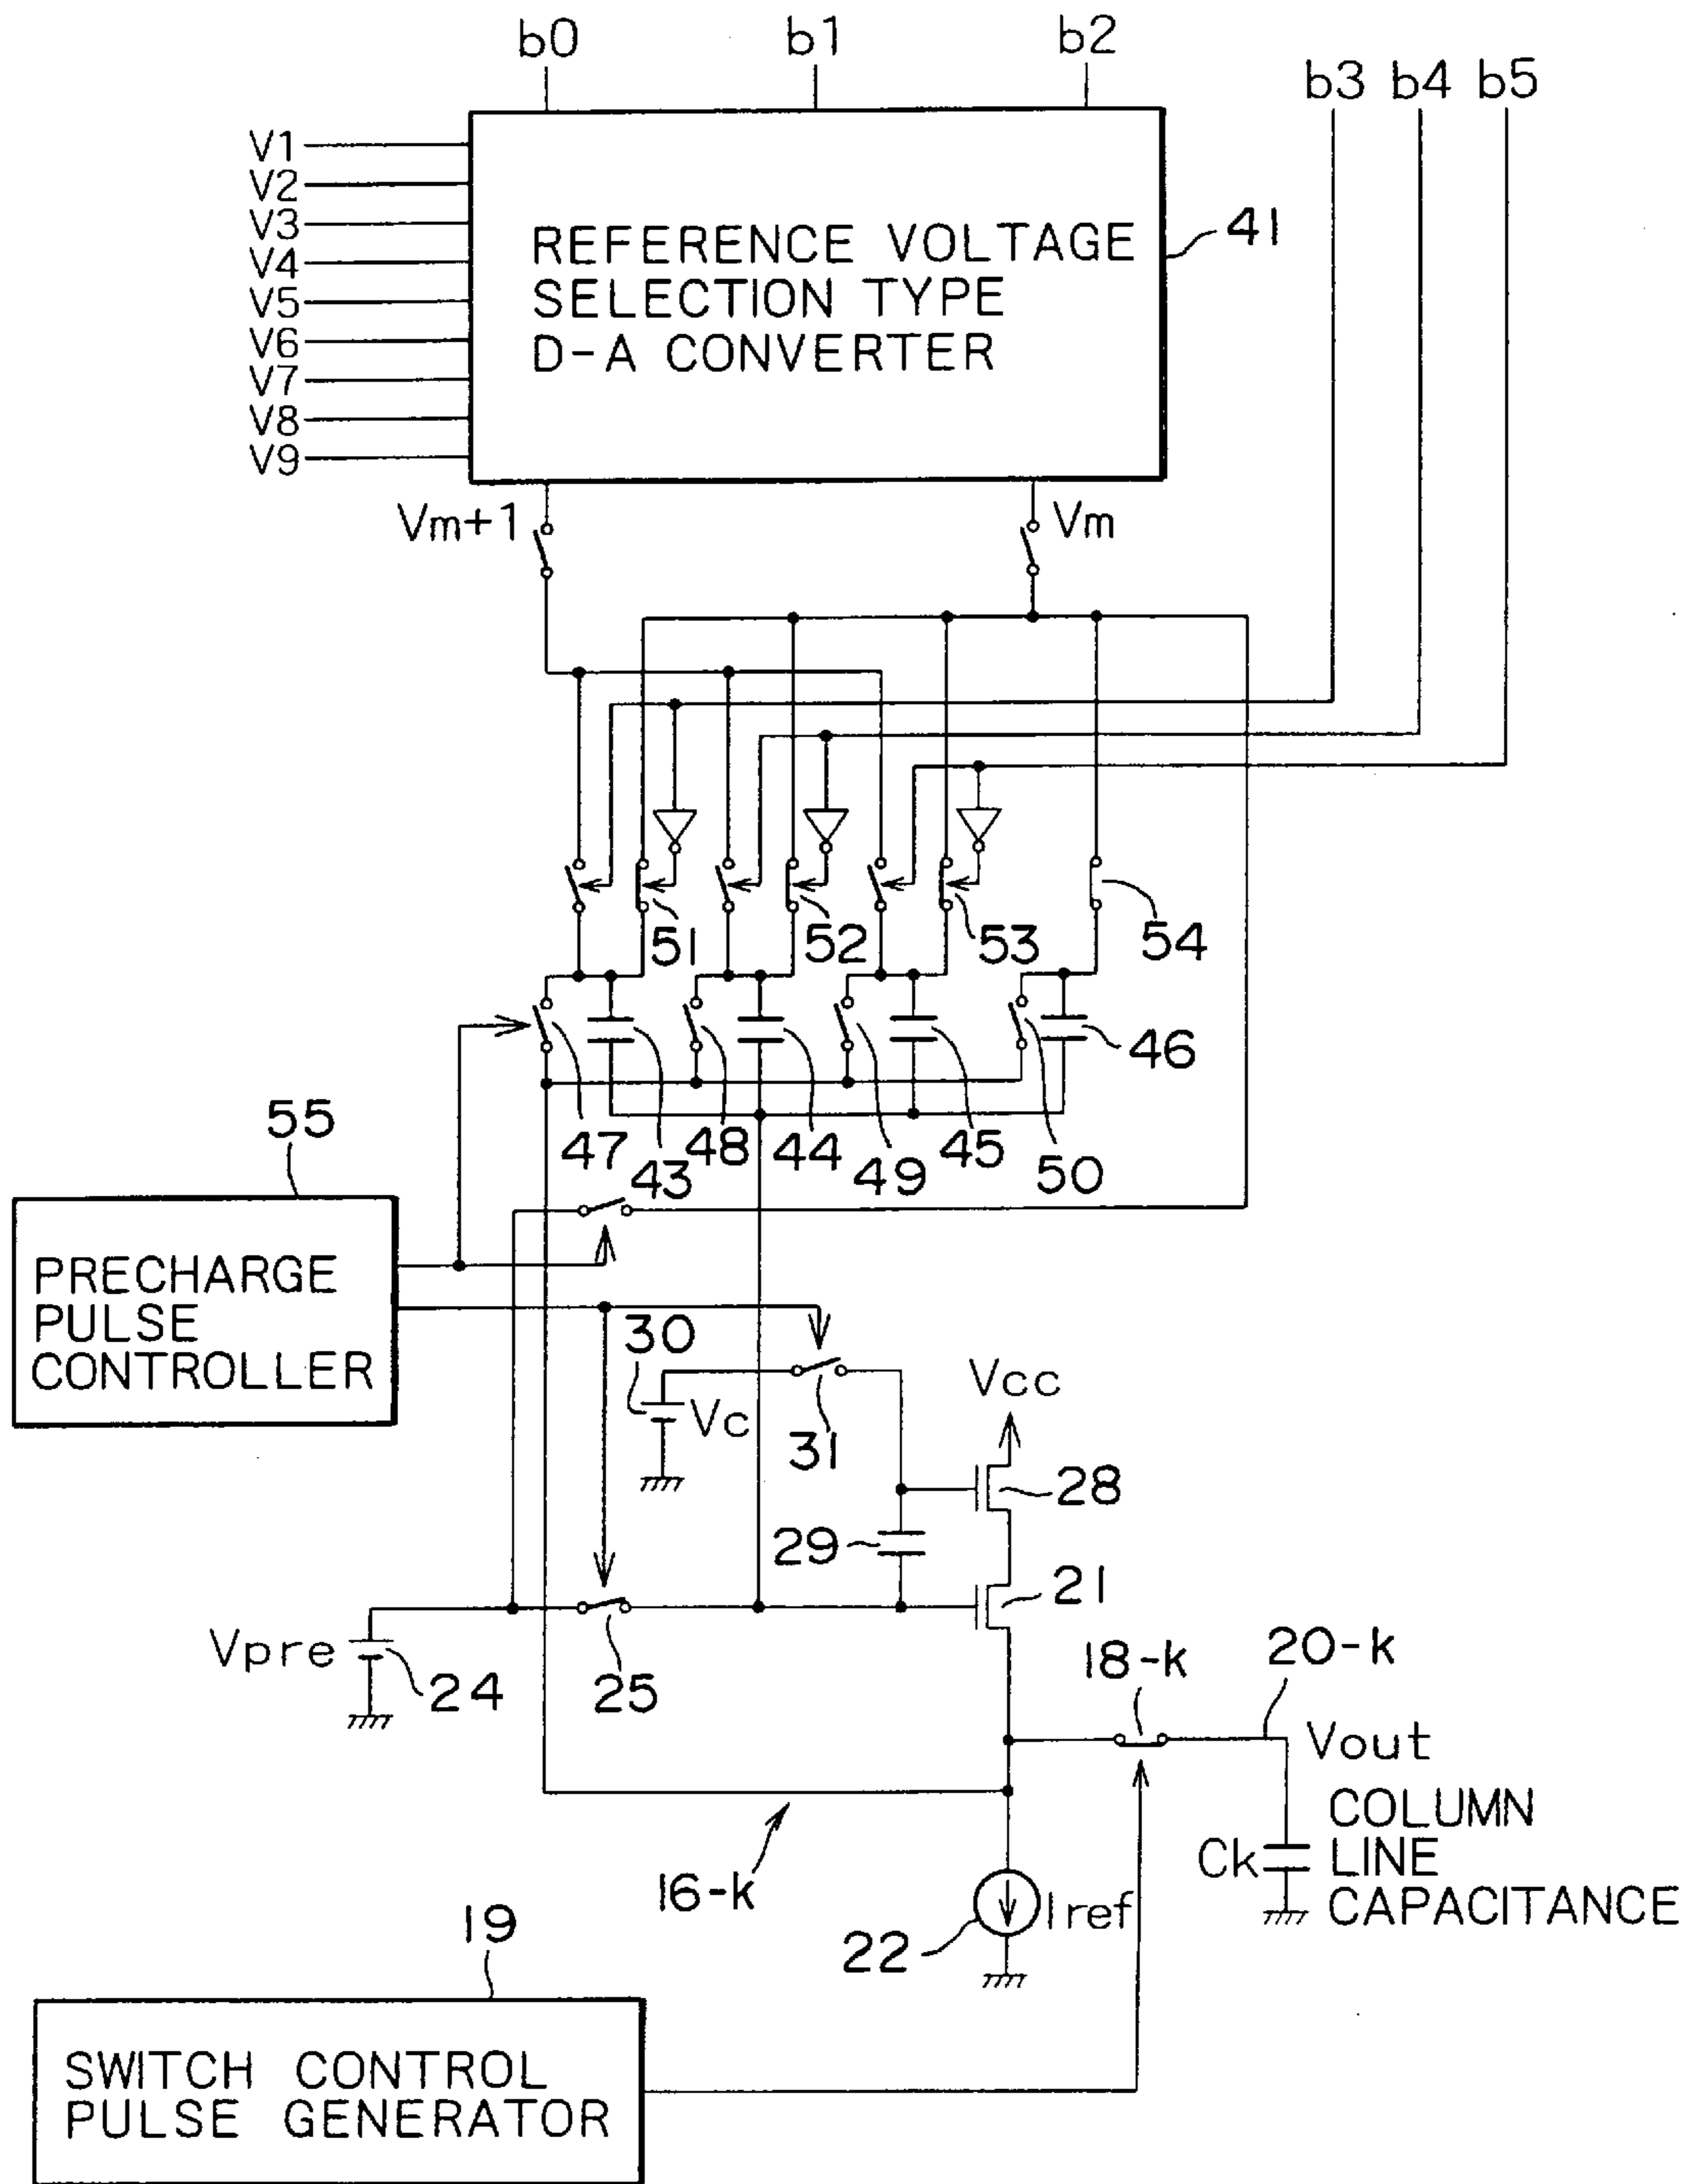 b0 b1 b2
b3 b4 b5
V1
V2
V3
V4
V5
V6
V7
V8
V9
REFERENCE VOLTAGE
SELECTION TYPE
D-A CONVERTER
41
Vm+1
Vm
51 52 53 54
46
47 43 48 44 49 45 50
55
PRECHARGE
PULSE
CONTROLLER
30
Vc
31
Vcc
28
29
21
Vpre
24
25
18-k
20-k
Vout
COLUMN
LINE
CAPACITANCE
Ck
16-k
Iref
22
19
SWITCH CONTROL
PULSE GENERATOR